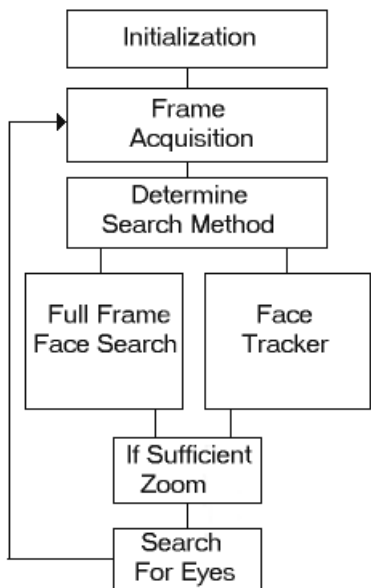 Initialization
Frame
Acquisition
Determine
Search Method
Full Frame
Face Search
Face
Tracker
If Sufficient
Zoom
Search
For Eyes